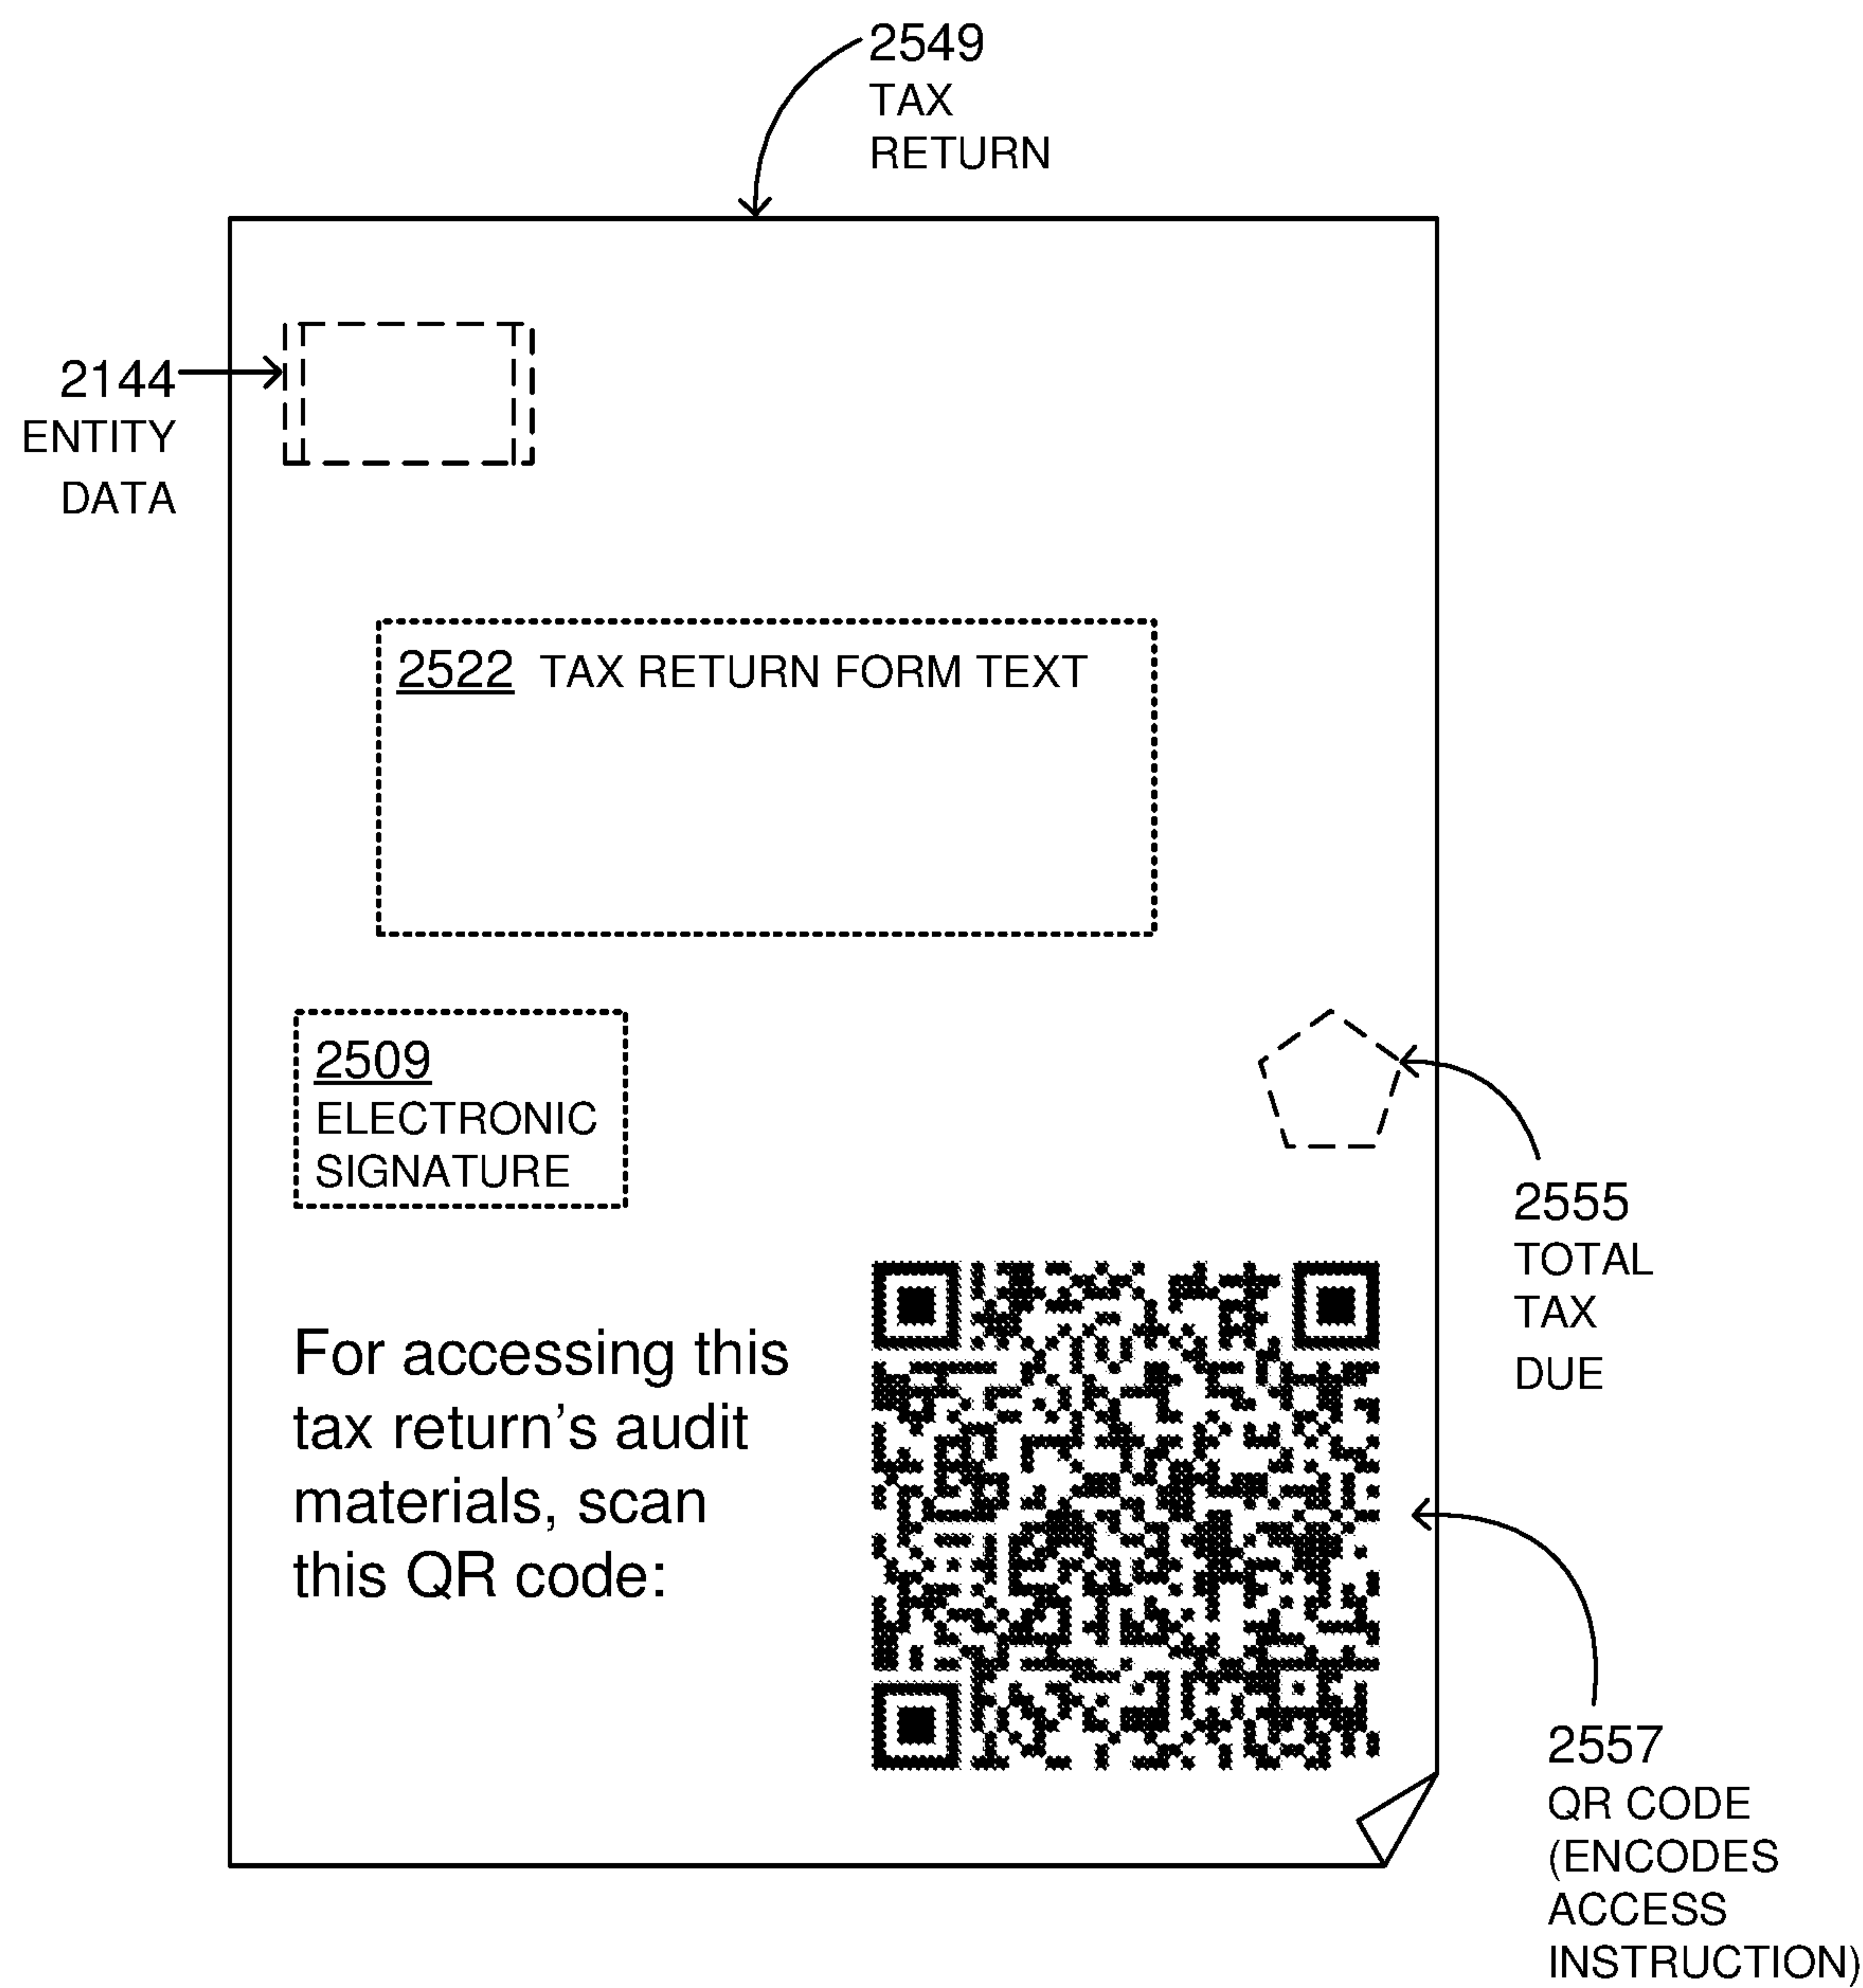 2549
TAX
RETURN
2144
ENTITY
DATA
2522 TAX RETURN FORM TEXT
2509
ELECTRONIC
SIGNATURE
2555
TOTAL
TAX
DUE
For accessing this
tax return’s audit
materials, scan
this QR code:
2557
QR CODE
(ENCODES
ACCESS
INSTRUCTION)